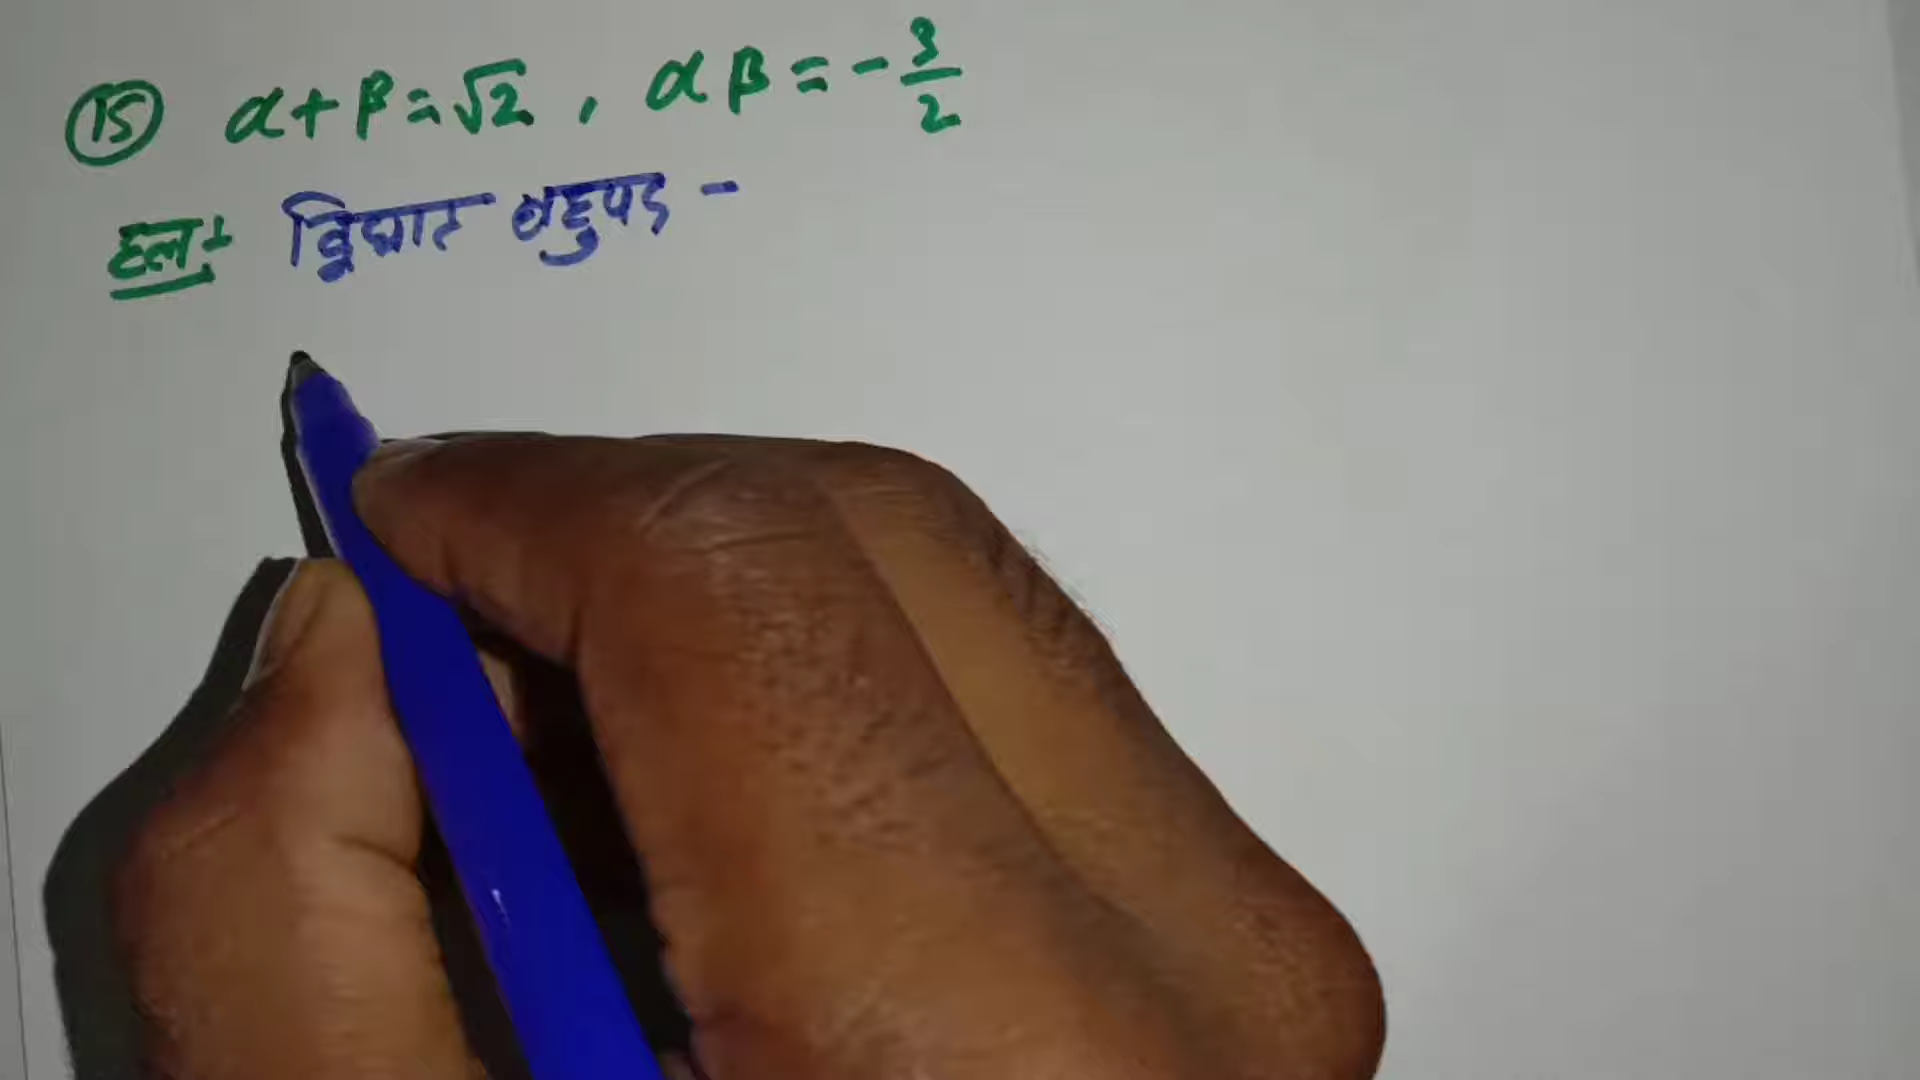 (15) α+β=√2, αβ=-3/2
हल:- द्विघात बहुपद -